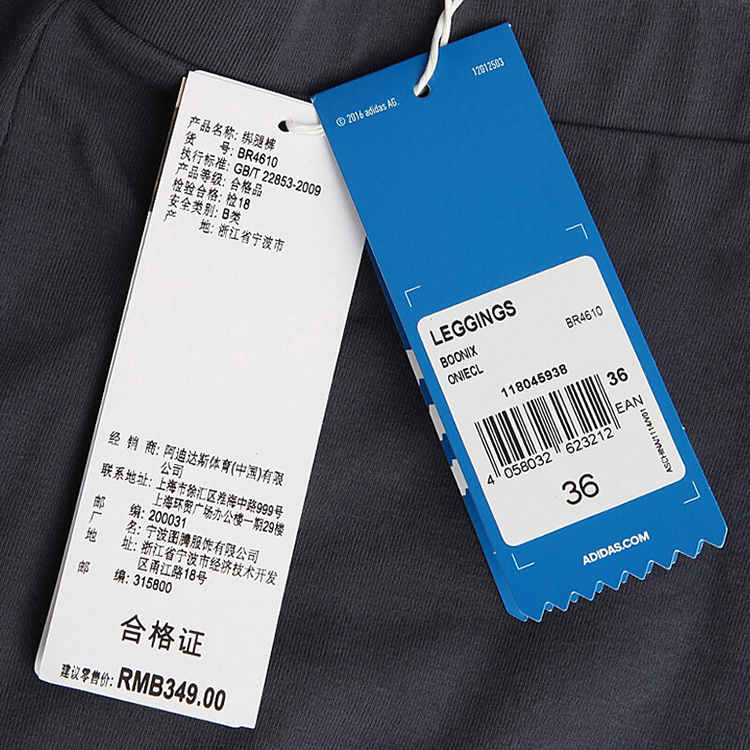 产品名称: 绑腿裤
货 号: BR4610
执行标准: GB/T 22853-2009
产品等级: 合格品
检验合格: 检18
安全类别: B类
产 地: 浙江省宁波市
经 销 商: 阿迪达斯体育(中国)有限
公司
联系地址: 上海市徐汇区淮海中路999号
上海环贸广场办公楼一期29楼
邮 编: 200031
厂 名: 宁波图腾服饰有限公司
地 址: 浙江省宁波市经济技术开发
区甬江路18号
邮 编: 315800
合格证
建议零售价: RMB349.00
12012503
© 2016 adidas AG.
LEGGINGS
BR4610
BOONIX
ONIECL
118045938
36
EAN
4 058032 623212
36
ASCHINA1114N01
ADIDAS.COM